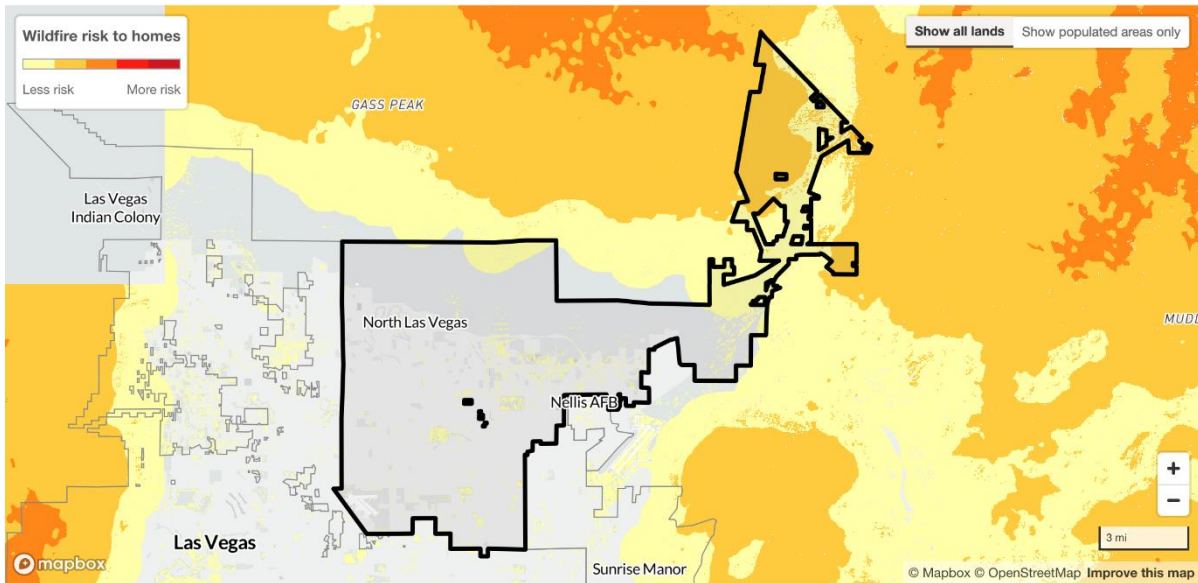 Wildfire risk to homes
Less risk
More risk
Show all lands
Show populated areas only
GASS PEAK
Las Vegas
Indian Colony
North Las Vegas
MUDD
Nellis AFB
+
−
3 mi
Las Vegas
Sunrise Manor
mapbox
© Mapbox © OpenStreetMap Improve this map